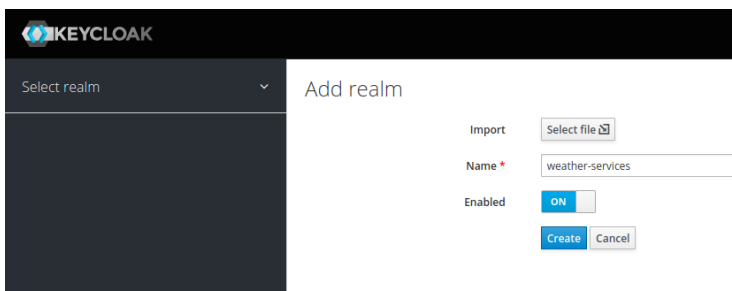 KEYCLOAK
Select realm
Add realm
Import Select file
Name * weather-services
Enabled ON
Create Cancel